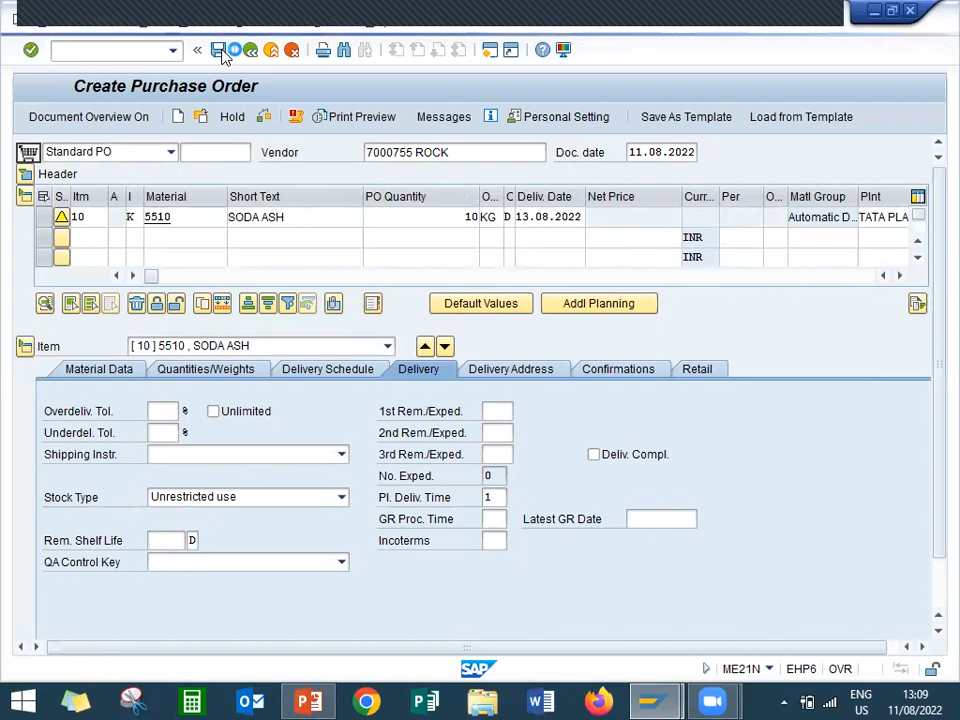 Create Purchase Order
Document Overview On Hold Print Preview Messages Personal Setting Save As Template Load from Template
Standard PO Vendor 7000755 ROCK Doc. date 11.08.2022
Header
S.. Itm A I Material Short Text PO Quantity O... C Deliv. Date Net Price Curr... Per O... Matl Group Plnt
10 K 5510 SODA ASH 10 KG D 13.08.2022 Automatic D... TATA PLA
INR
INR
Default Values Addl Planning
Item [ 10 ] 5510 , SODA ASH
Material Data Quantities/Weights Delivery Schedule Delivery Delivery Address Confirmations Retail
Overdeliv. Tol. % Unlimited 1st Rem./Exped.
Underdel. Tol. % 2nd Rem./Exped.
Shipping Instr. 3rd Rem./Exped. Deliv. Compl.
No. Exped. 0
Stock Type Unrestricted use Pl. Deliv. Time 1
GR Proc. Time Latest GR Date
Rem. Shelf Life D Incoterms
QA Control Key
SAP ME21N EHP6 OVR
ENG 13:09
US 11/08/2022